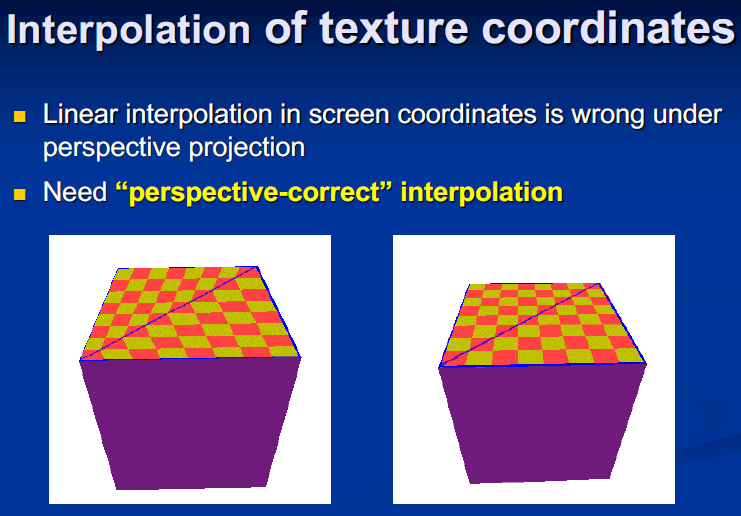 Interpolation of texture coordinates
Linear interpolation in screen coordinates is wrong under
perspective projection
Need “perspective-correct” interpolation